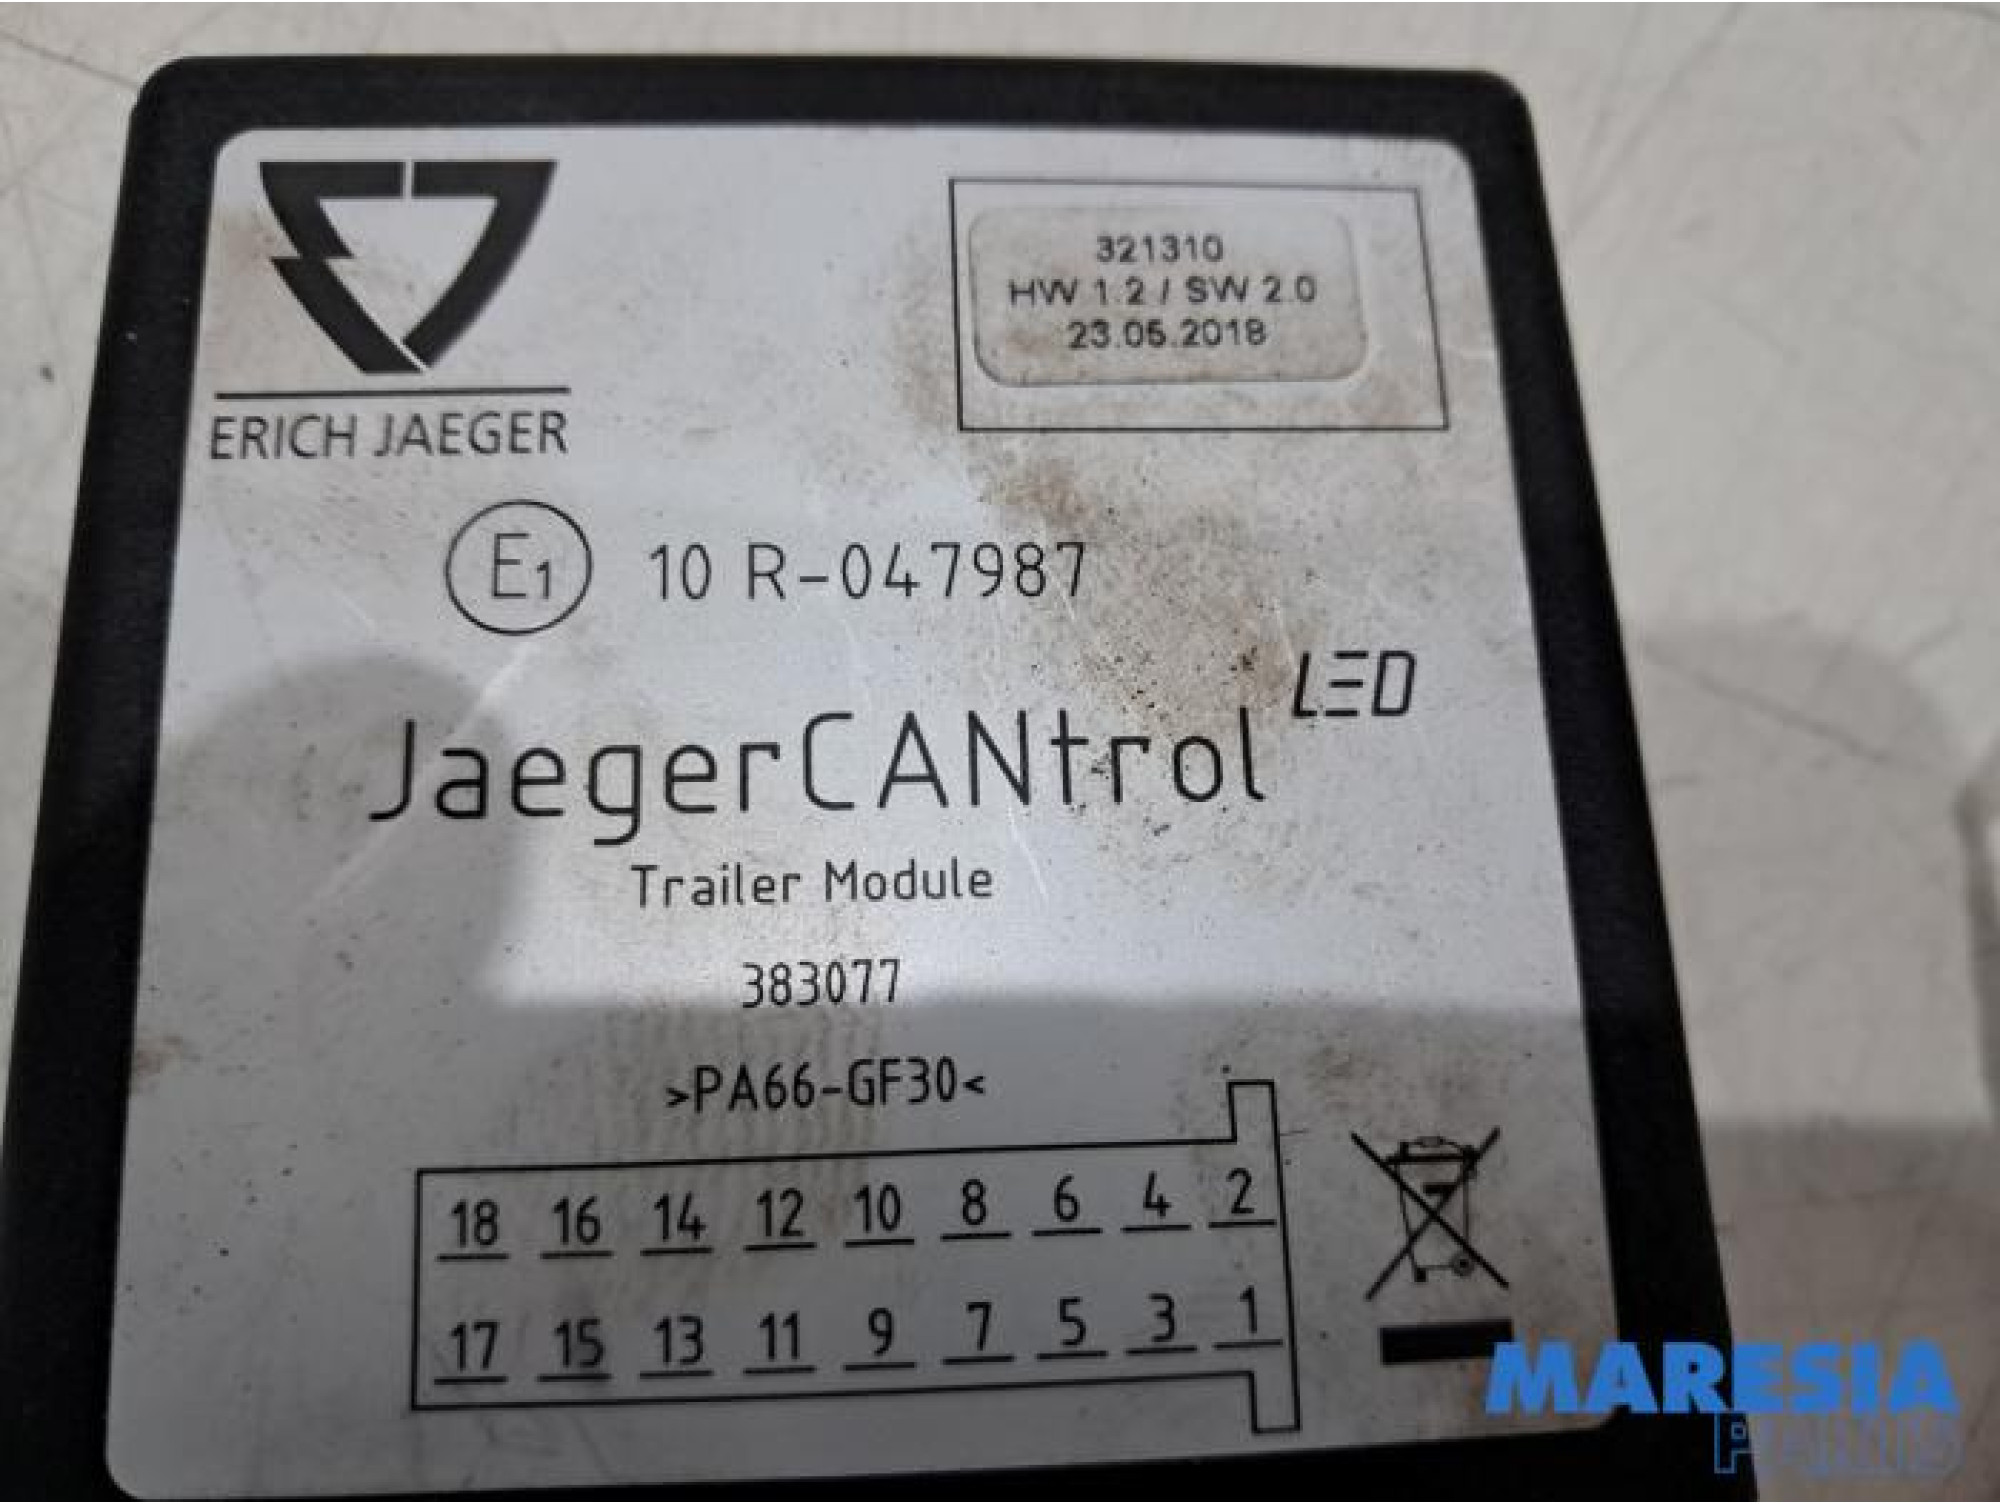 321310
HW 1.2 / SW 2.0
23.05.2018
ERICH JAEGER
E1 10 R-047987
JaegerCANtrol LED
Trailer Module
383077
>PA66-GF30<
18 16 14 12 10 8 6 4 2
17 15 13 11 9 7 5 3 1
MARESIA
PARTS